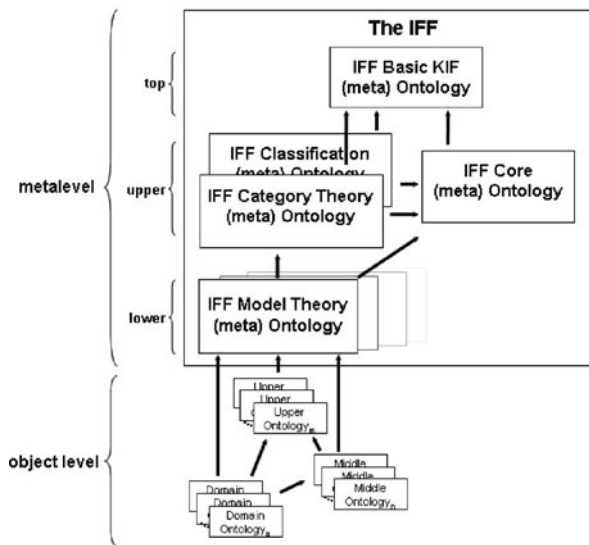 The IFF
IFF Basic KIF
(meta) Ontology
top
IFF Classification
(meta) Ontology
IFF Category Theory
(meta) Ontology
IFF Core
(meta) Ontology
metalevel
upper
lower
IFF Model Theory
(meta) Ontology
Upper
Upper
Upper
Ontology
object level
Domain
Domain
Domain
Ontology
Middle
Middle
Middle
Ontology